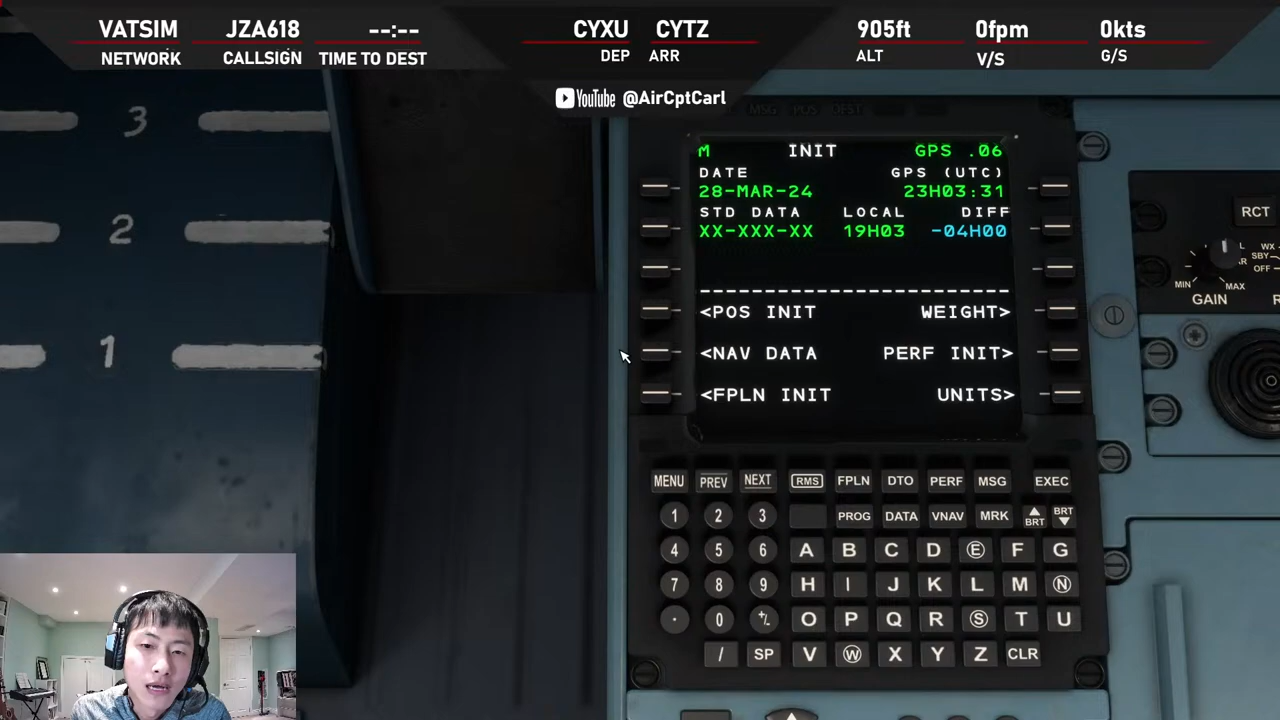 VATSIM JZA618 --:-- CYXU CYTZ 905ft 0fpm 0kts
NETWORK CALLSIGN TIME TO DEST DEP ARR ALT V/S G/S
YouTube @AirCptCarl
M INIT GPS .06
DATE GPS (UTC)
28-MAR-24 23H03:31
STD DATA LOCAL DIFF
XX-XXX-XX 19H03 -04H00
<POS INIT WEIGHT>
<NAV DATA PERF INIT>
<FPLN INIT UNITS>
3
2
1
RCT
WX
SBY
OFF
MIN MAX
GAIN
MENU PREV NEXT RMS FPLN DTO PERF MSG EXEC
1 2 3 PROG DATA VNAV MRK BRT BRT
4 5 6 A B C D E F G
7 8 9 H I J K L M N
. 0 +/- O P Q R S T U
/ SP V W X Y Z CLR